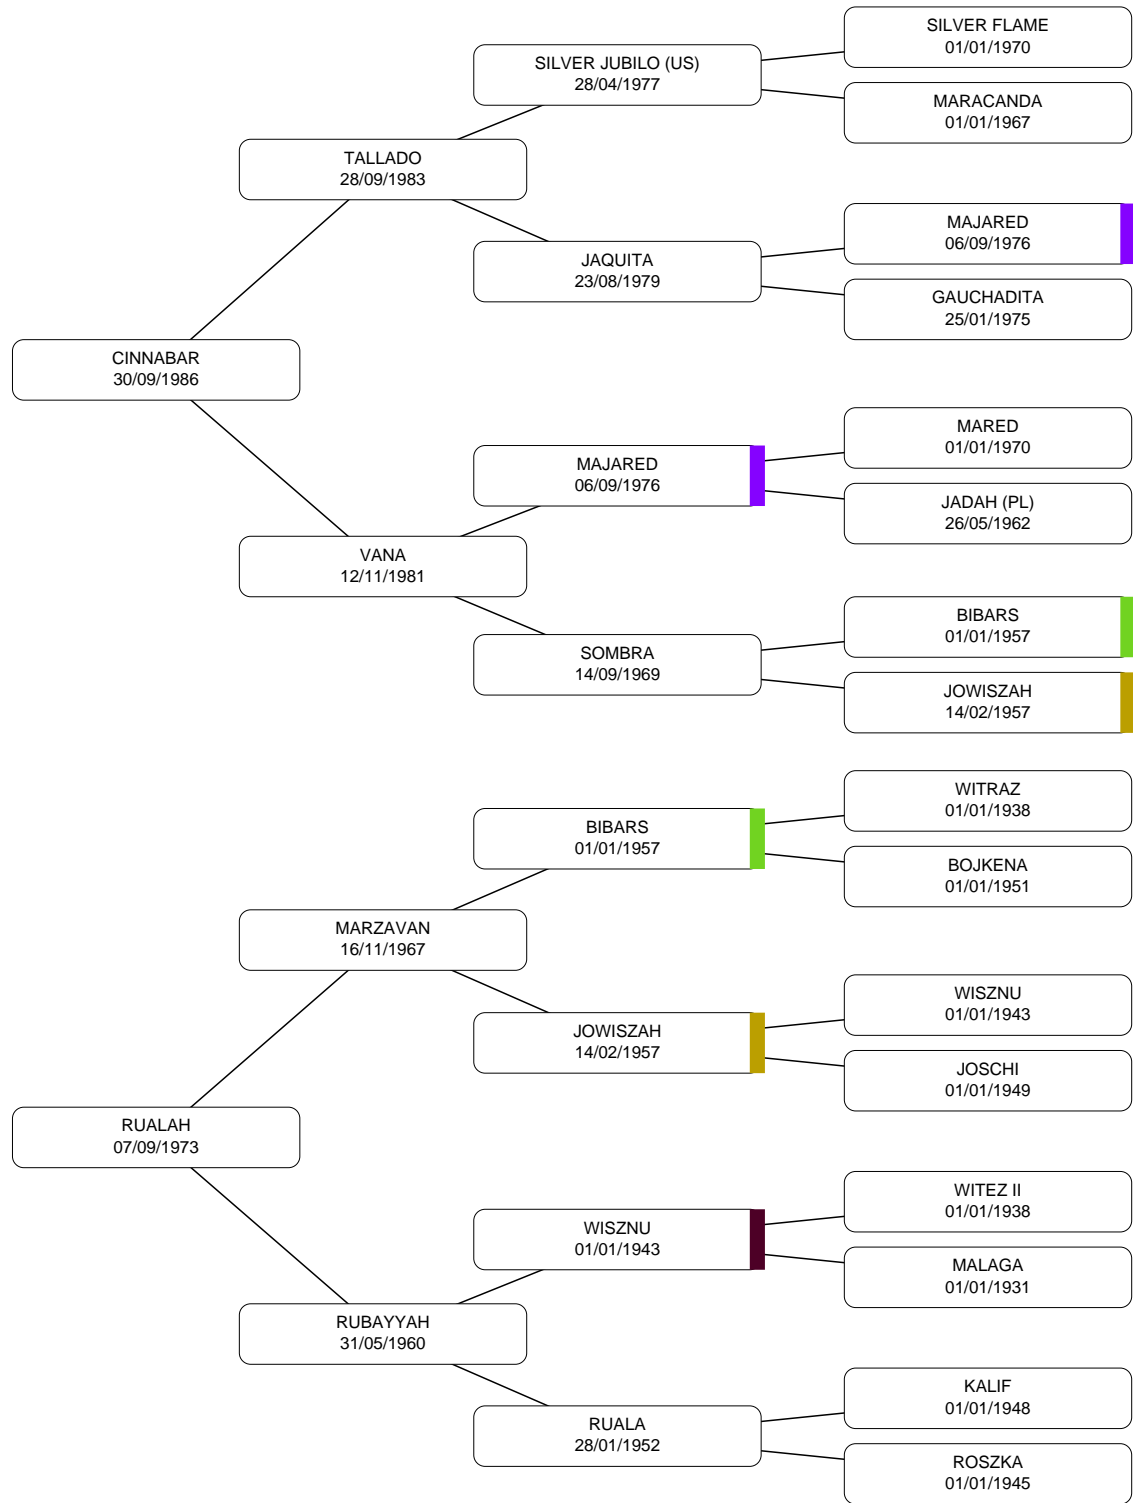 SILVER FLAME
01/01/1970
SILVER JUBILO (US)
28/04/1977
MARACANDA
01/01/1967
TALLADO
28/09/1983
MAJARED
06/09/1976
JAQUITA
23/08/1979
GAUCHADITA
25/01/1975
CINNABAR
30/09/1986
MARED
01/01/1970
MAJARED
06/09/1976
JADAH (PL)
26/05/1962
VANA
12/11/1981
BIBARS
01/01/1957
SOMBRA
14/09/1969
JOWISZAH
14/02/1957
WITRAZ
01/01/1938
BIBARS
01/01/1957
BOJKENA
01/01/1951
MARZAVAN
16/11/1967
WISZNU
01/01/1943
JOWISZAH
14/02/1957
JOSCHI
01/01/1949
RUALAH
07/09/1973
WITEZ II
01/01/1938
WISZNU
01/01/1943
MALAGA
01/01/1931
RUBAYYAH
31/05/1960
KALIF
01/01/1948
RUALA
28/01/1952
ROSZKA
01/01/1945